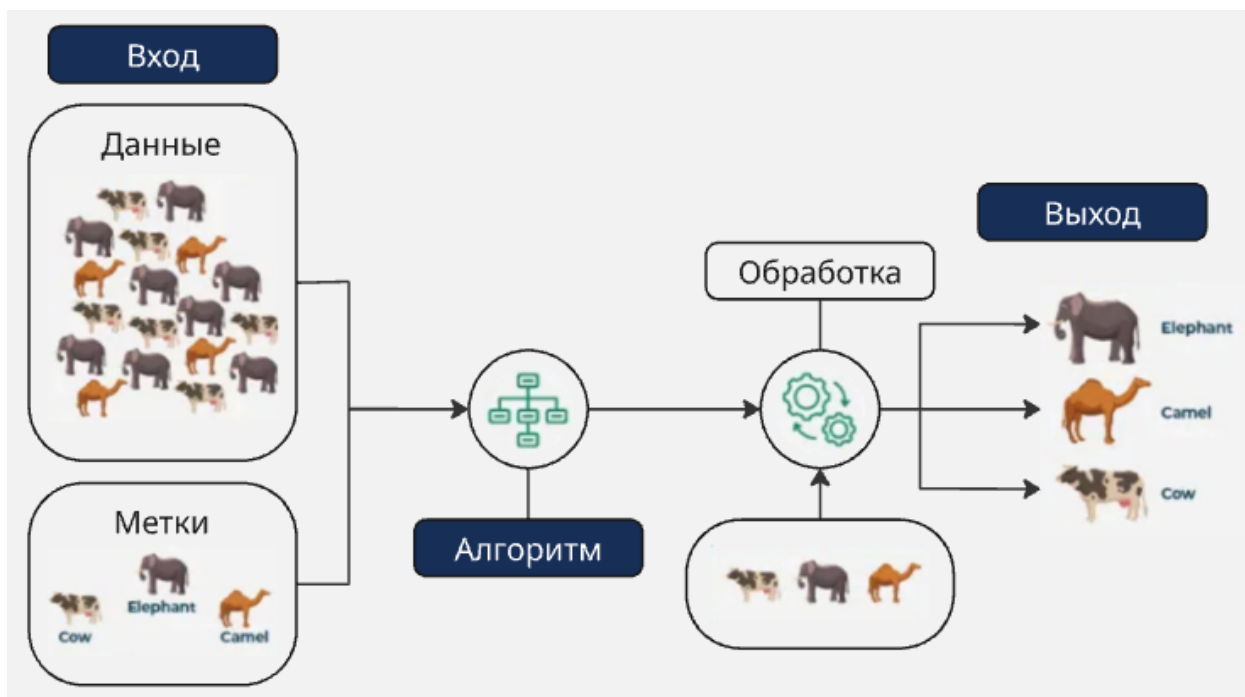 Вход
Данные
Метки
Elephant
Cow
Camel
Алгоритм
Обработка
Выход
Elephant
Camel
Cow